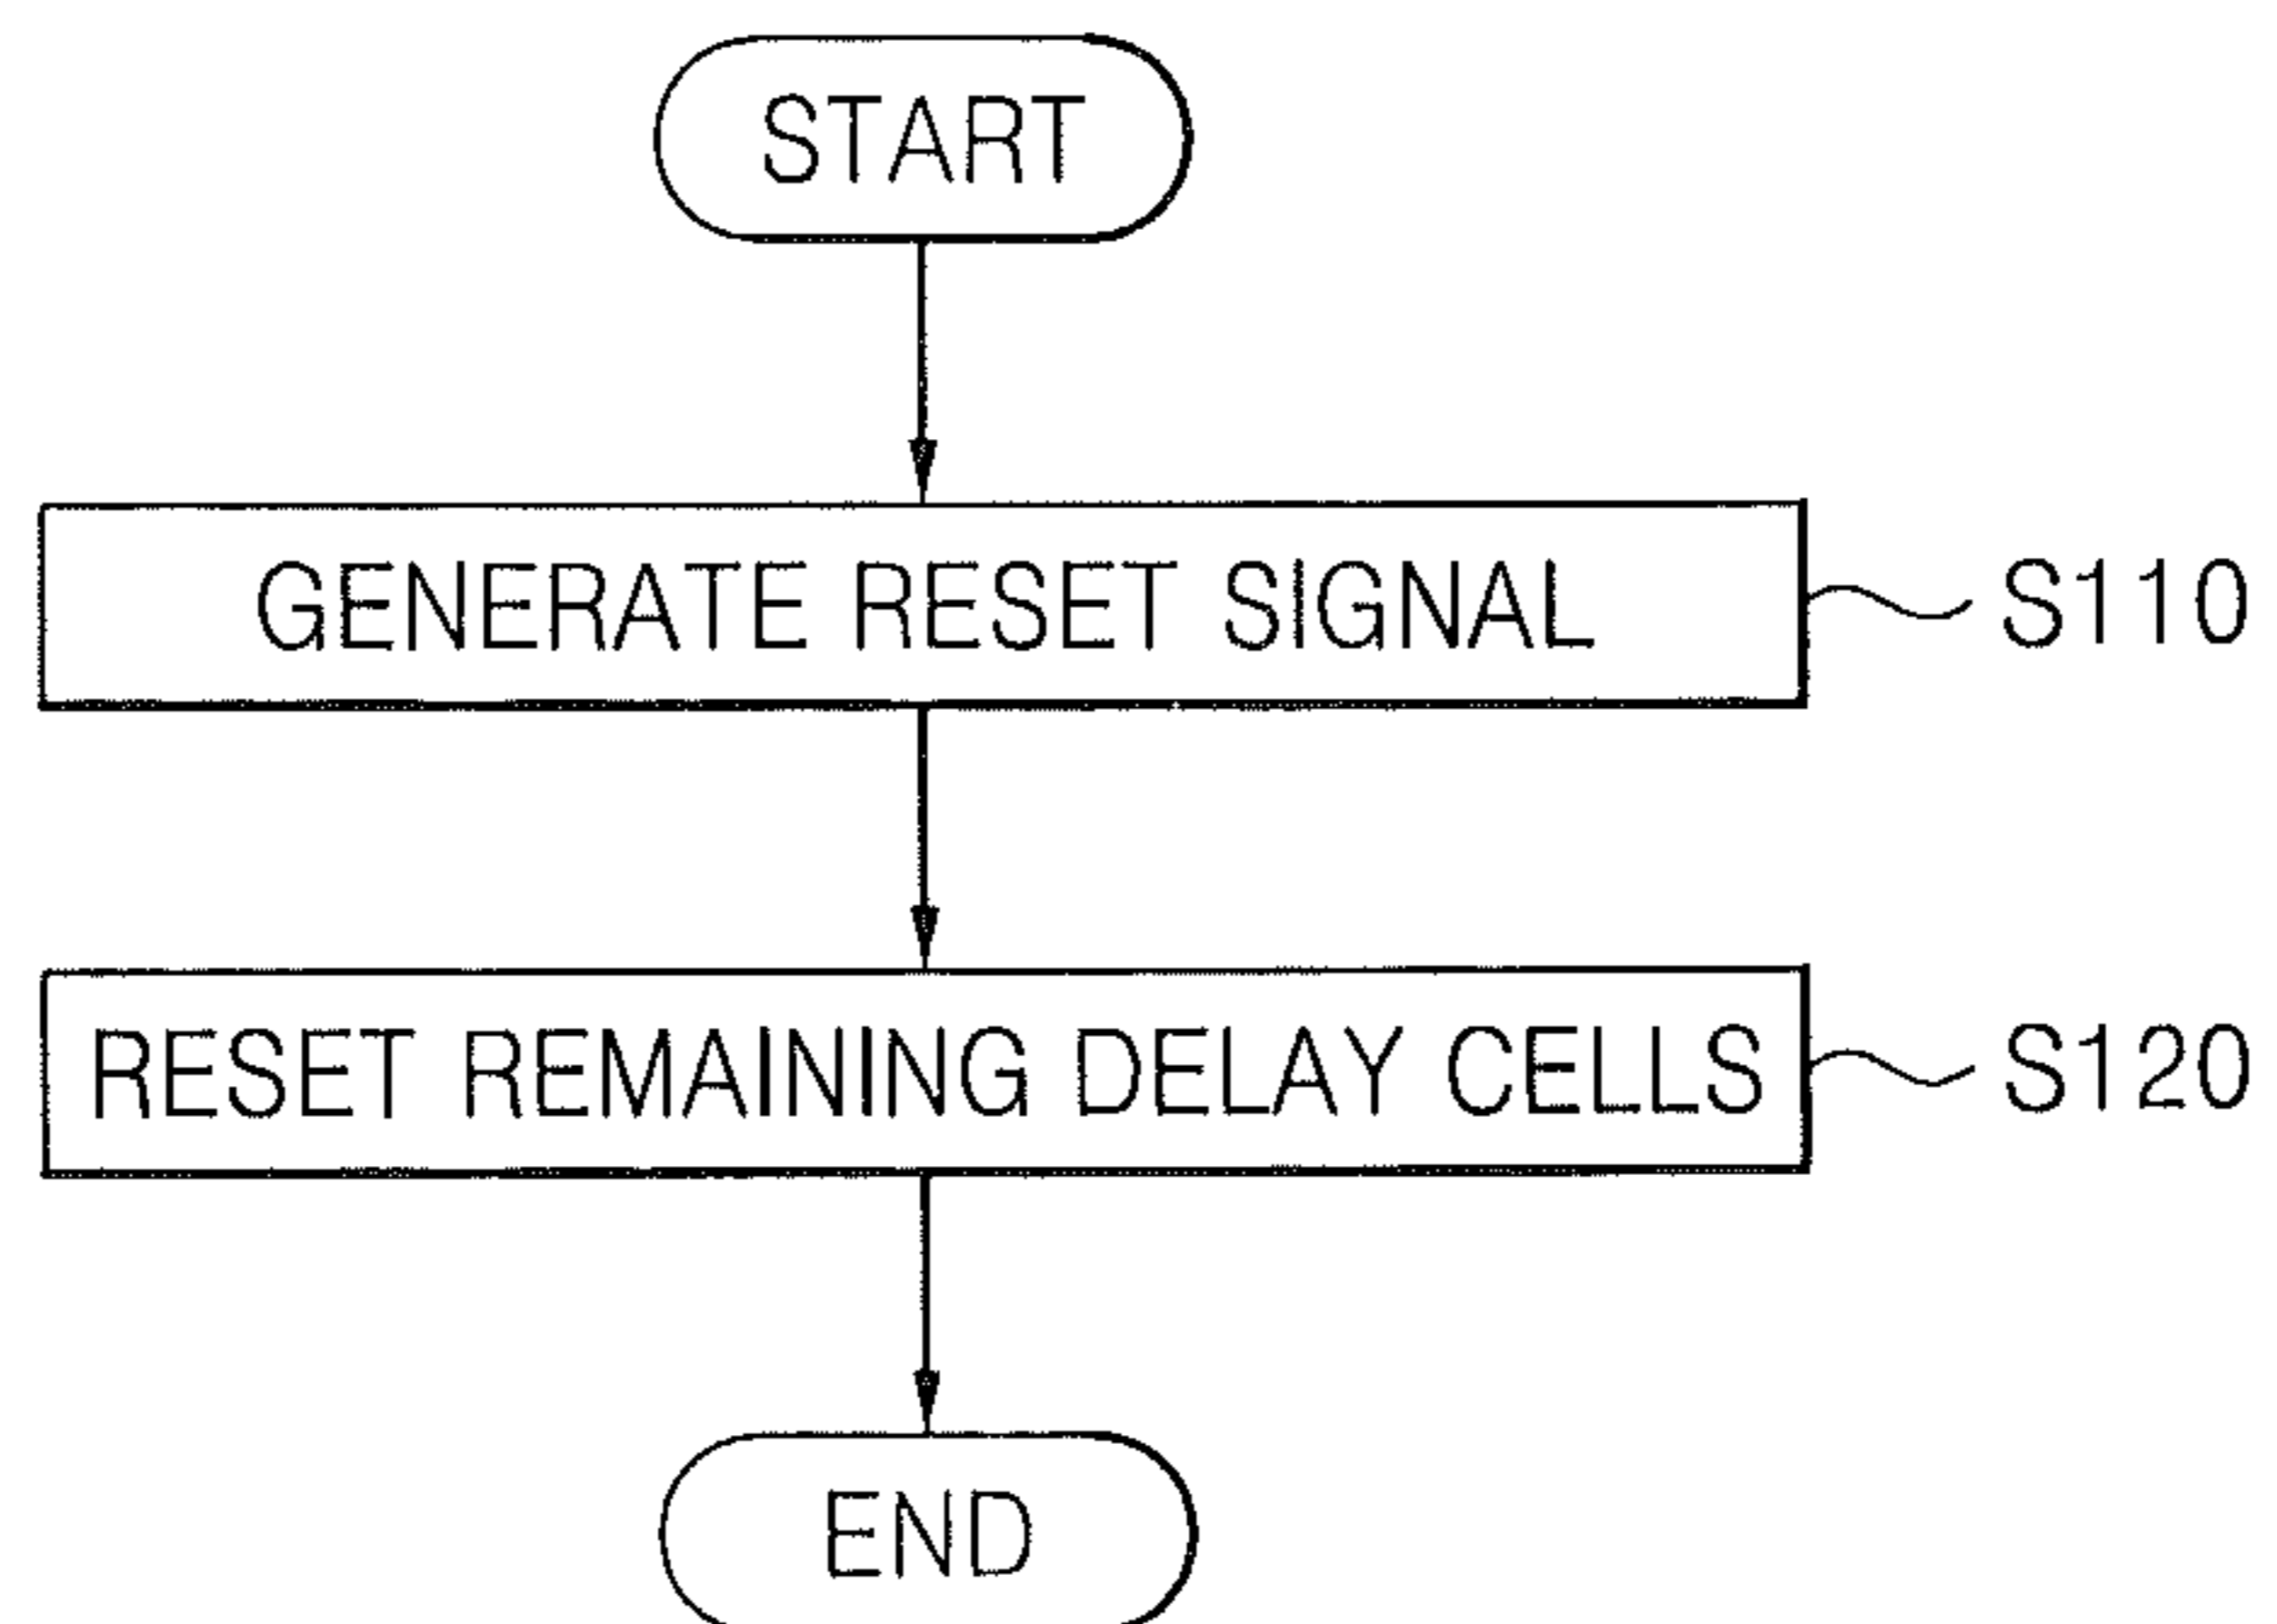 START
GENERATE RESET SIGNAL S110
RESET REMAINING DELAY CELLS S120
END